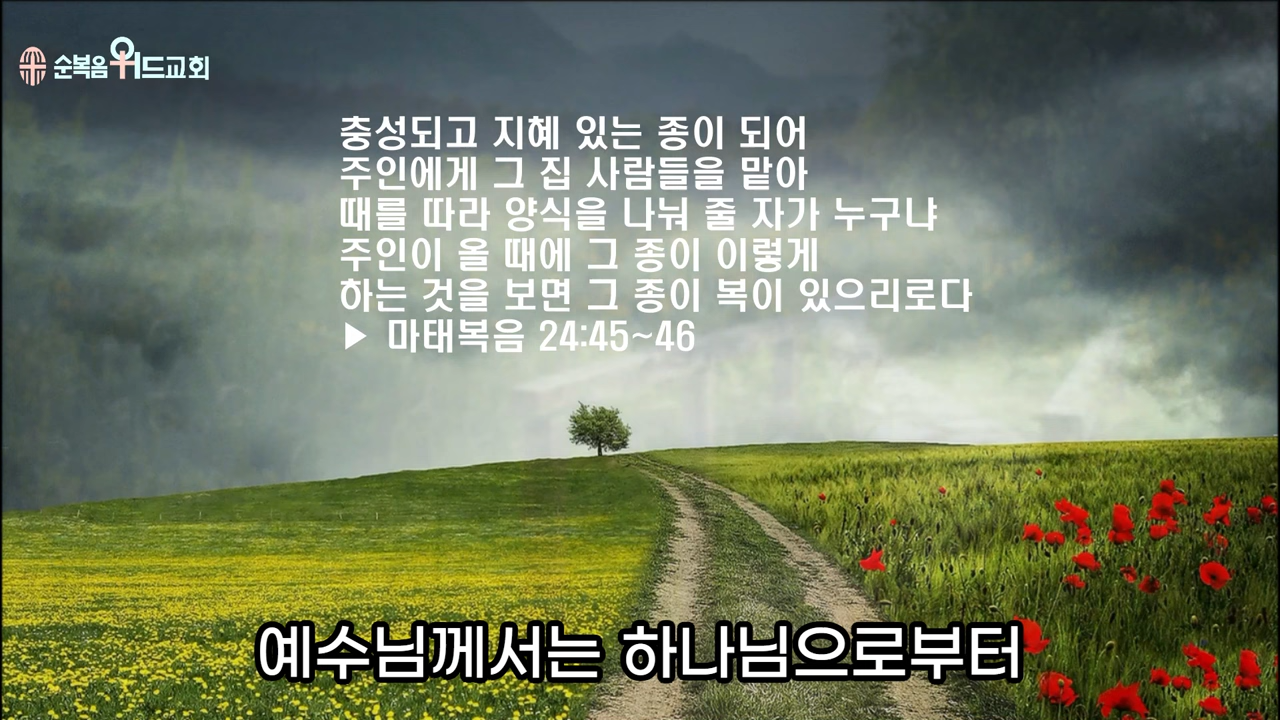 순복음위드교회
충성되고 지혜 있는 종이 되어
주인에게 그 집 사람들을 맡아
때를 따라 양식을 나눠 줄 자가 누구냐
주인이 올 때에 그 종이 이렇게
하는 것을 보면 그 종이 복이 있으리로다
▶ 마태복음 24:45~46
예수님께서는 하나님으로부터